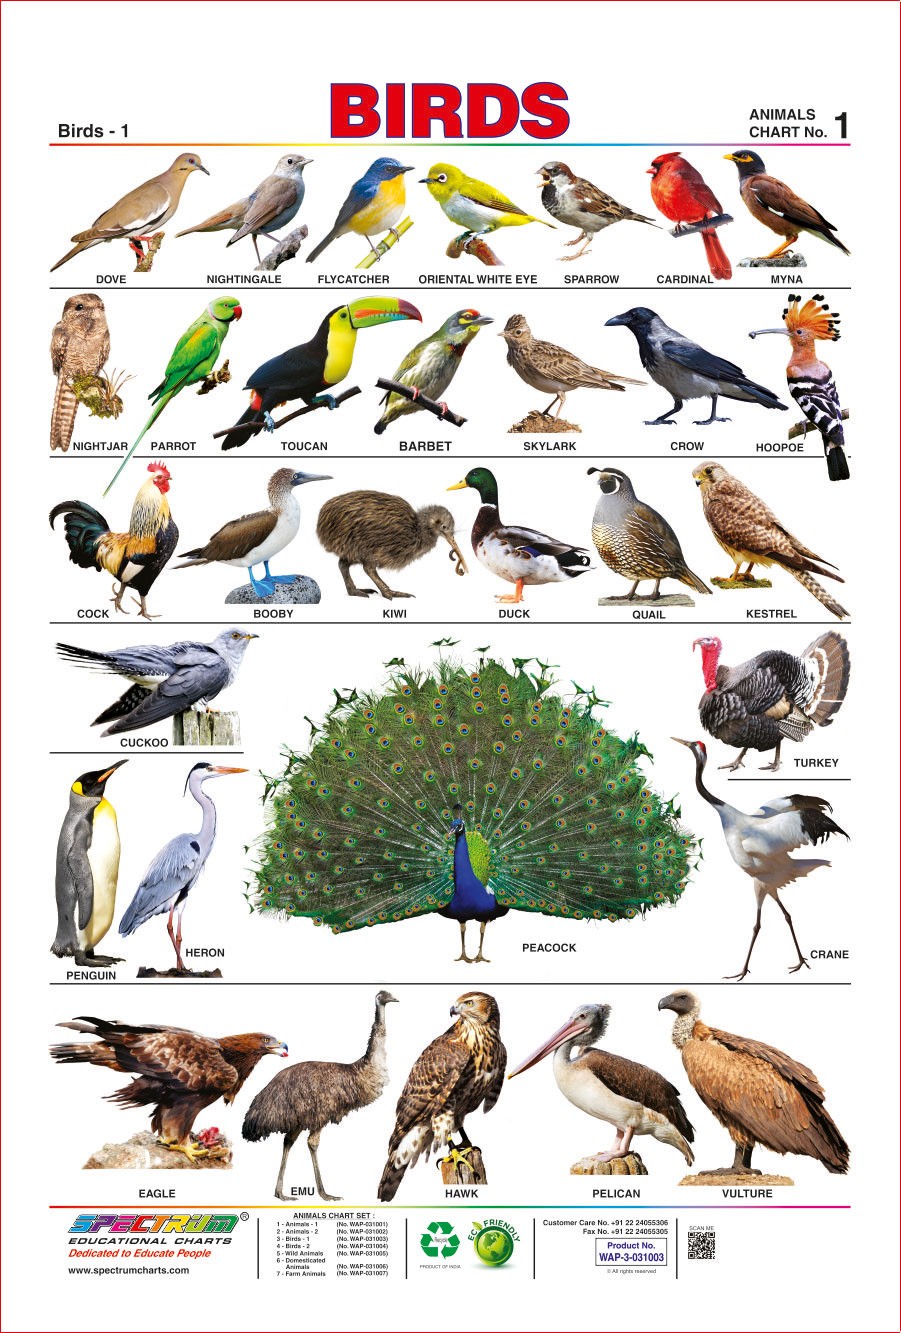 BIRDS
Birds - 1
ANIMALS
CHART No. 1
DOVE
NIGHTINGALE
FLYCATCHER
ORIENTAL WHITE EYE
SPARROW
CARDINAL
MYNA
NIGHTJAR
PARROT
TOUCAN
BARBET
SKYLARK
CROW
HOOPOE
COCK
BOOBY
KIWI
DUCK
QUAIL
KESTREL
CUCKOO
TURKEY
PENGUIN
HERON
PEACOCK
CRANE
EAGLE
EMU
HAWK
PELICAN
VULTURE
SPECTRUM®
EDUCATIONAL CHARTS
Dedicated to Educate People
www.spectrumcharts.com
ANIMALS CHART SET :
1 - Animals - 1 (No. WAP-031001)
2 - Animals - 2 (No. WAP-031002)
3 - Birds - 1 (No. WAP-031003)
4 - Birds - 2 (No. WAP-031004)
5 - Wild Animals (No. WAP-031005)
6 - Domesticated
Animals (No. WAP-031006)
7 - Farm Animals (No. WAP-031007)
Recycle
PRODUCT OF INDIA
ECO FRIENDLY
Customer Care No. +91 22 24055306
Fax No. +91 22 24055305
Product No.
WAP-3-031003
© All rights reserved
SCAN ME